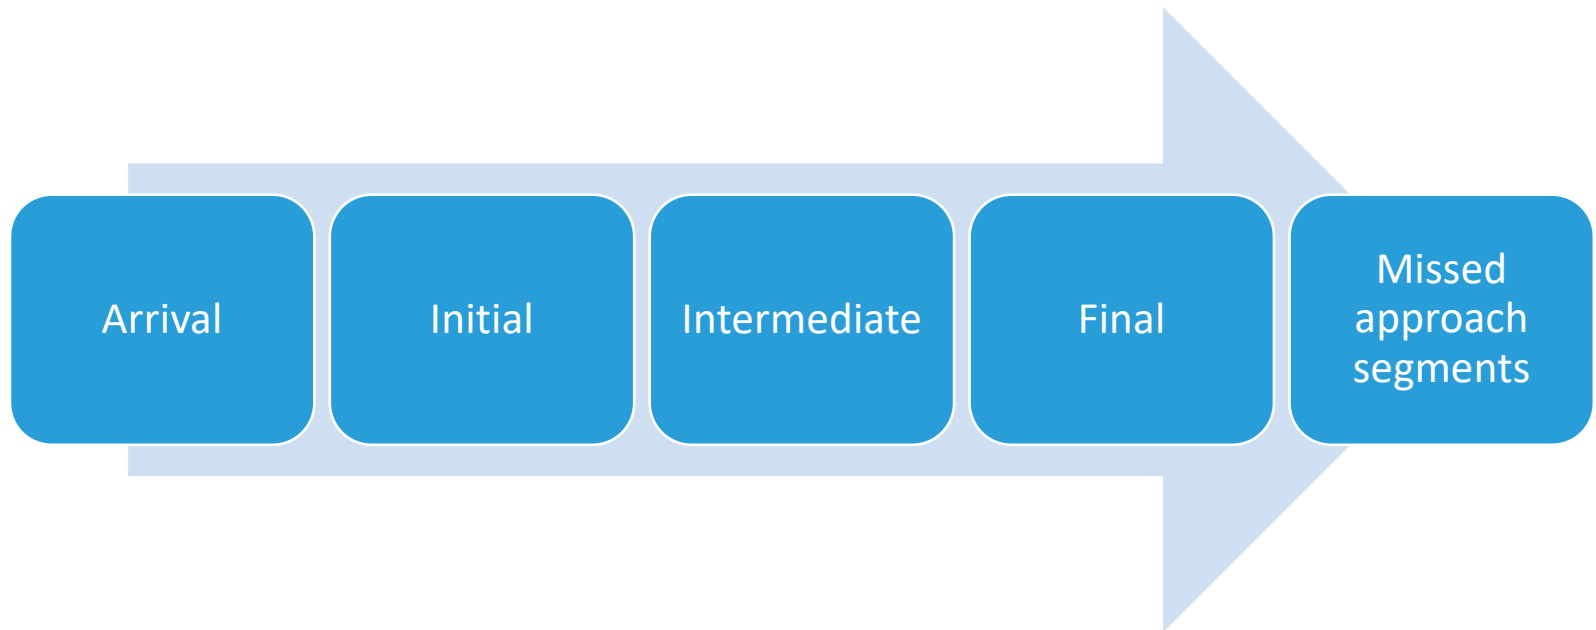 Arrival
Initial
Intermediate
Final
Missed
approach
segments